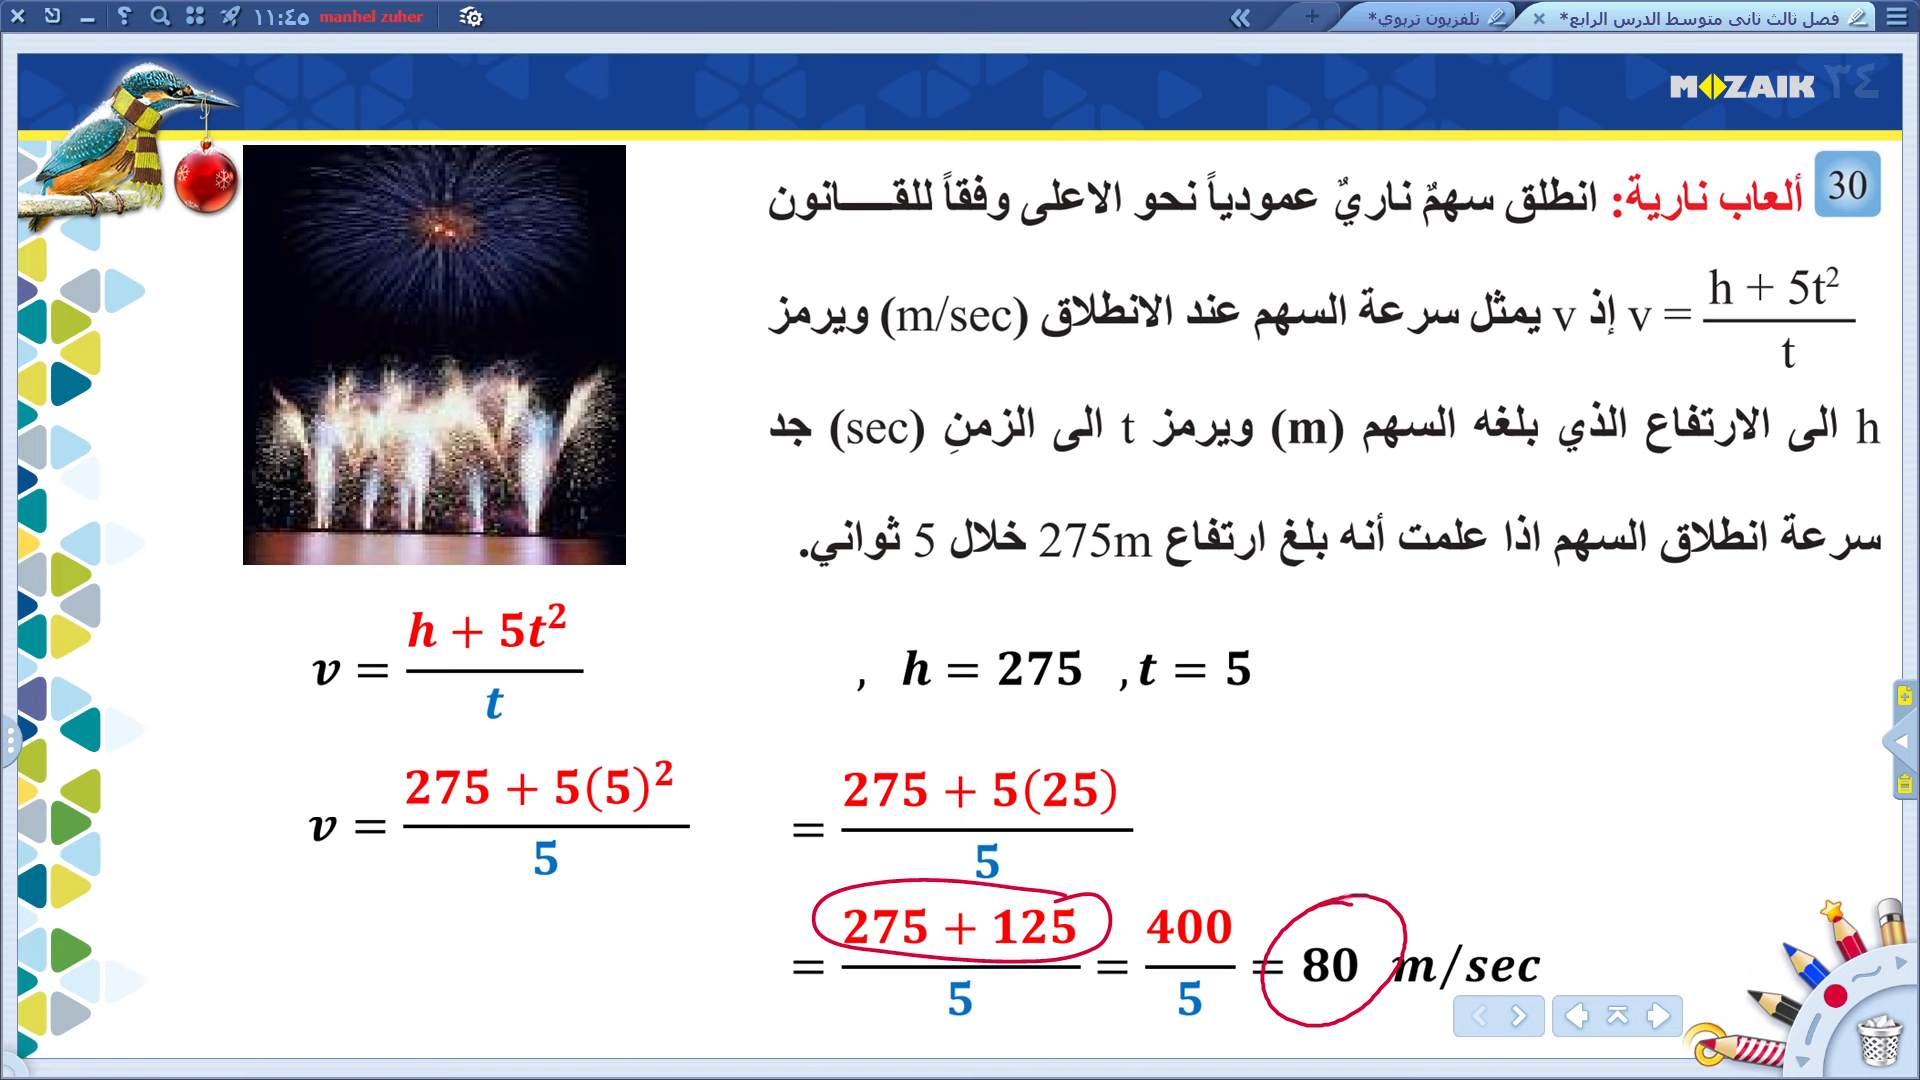 ١١:٤٥ manhel zuher
تلفزيون تربوي*
فصل ثالث ثاني متوسط الدرس الرابع*
MOZAIK ٣٤
30 ألعاب نارية: انطلق سهمٌ ناريٌ عمودياً نحو الاعلى وفقاً للقـــــانون
v = (h + 5t²)/t إذ v يمثل سرعة السهم عند الانطلاق (m/sec) ويرمز
h الى الارتفاع الذي بلغه السهم (m) ويرمز t الى الزمنِ (sec) جد
سرعة انطلاق السهم اذا علمت أنه بلغ ارتفاع 275m خلال 5 ثواني.
v = (h + 5t²)/t , h = 275 , t = 5
v = (275 + 5(5)²)/5 = (275 + 5(25))/5
= (275 + 125)/5 = 400/5 = 80 m/sec